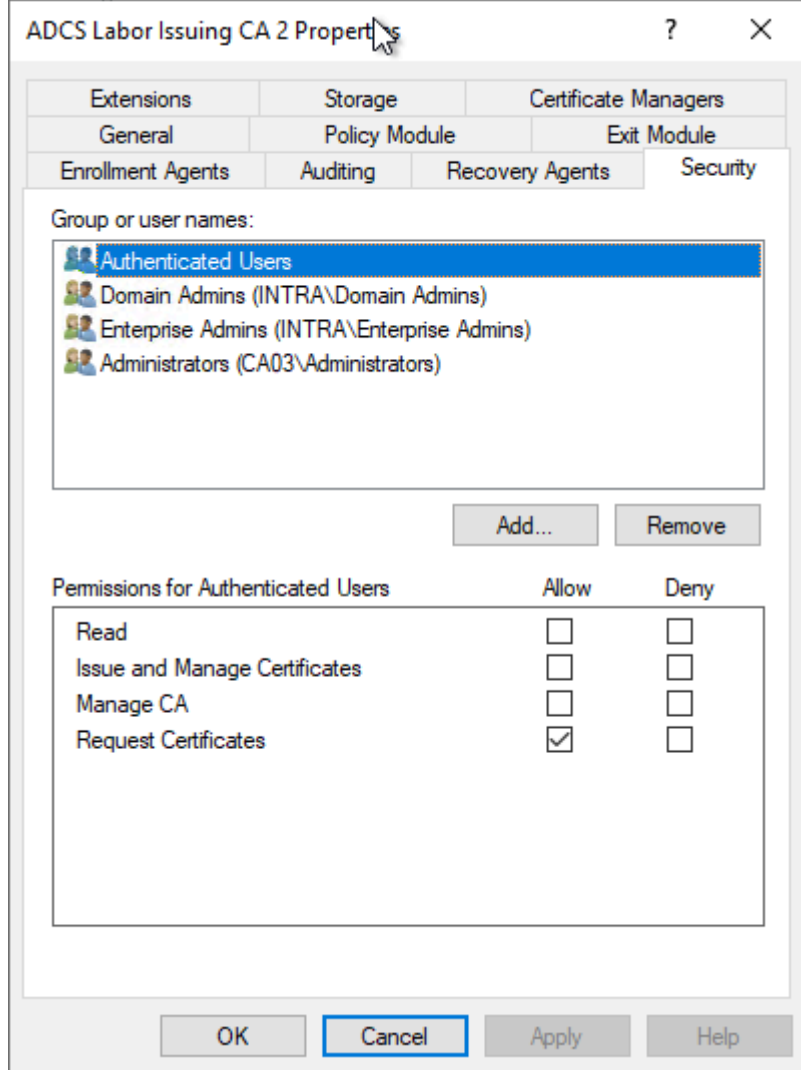 ADCS Labor Issuing CA 2 Properties ? ×
Extensions Storage Certificate Managers
General Policy Module Exit Module
Enrollment Agents Auditing Recovery Agents Security
Group or user names:
Authenticated Users
Domain Admins (INTRA\Domain Admins)
Enterprise Admins (INTRA\Enterprise Admins)
Administrators (CA03\Administrators)
Add... Remove
Permissions for Authenticated Users Allow Deny
Read
Issue and Manage Certificates
Manage CA
Request Certificates
OK Cancel Apply Help